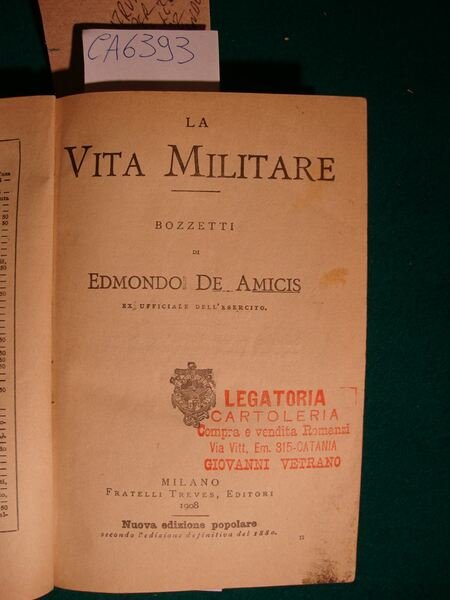 CA6393
LA
VITA MILITARE
BOZZETTI
DI
EDMONDO DE AMICIS
EX UFFICIALE DELL'ESERCITO.
LEGATORIA
CARTOLERIA
Compra e vendita Romanzi
Via Vitt. Em. 315-CATANIA
GIOVANNI VETRANO
MILANO
FRATELLI TREVES, EDITORI
1908
Nuova edizione popolare
secondo l'edizione definitiva del 1880.